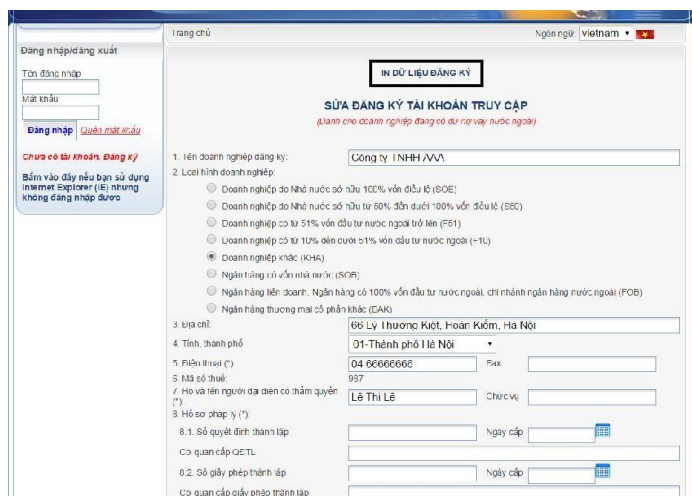 Trang chủ
Ngôn ngữ: vietnam
Đăng nhập/đăng xuất
Tên đăng nhập
Mật khẩu
Đăng nhập Quên mật khẩu
Chưa có tài khoản. Đăng ký
Bấm vào đây nếu bạn sử dụng
Internet Explorer (IE) nhưng
không đăng nhập được
IN DỮ LIỆU ĐĂNG KÝ
SỬA ĐĂNG KÝ TÀI KHOẢN TRUY CẬP
(Dành cho doanh nghiệp đang có dư nợ vay nước ngoài)
1. Tên doanh nghiệp đăng ký: Công ty TNHH AAA
2. Loại hình doanh nghiệp:
Doanh nghiệp do Nhà nước sở hữu 100% vốn điều lệ (SOE)
Doanh nghiệp do Nhà nước sở hữu từ 50% đến dưới 100% vốn điều lệ (S50)
Doanh nghiệp có từ 51% vốn đầu tư nước ngoài trở lên (F51)
Doanh nghiệp có từ 10% đến dưới 51% vốn đầu tư nước ngoài (F10)
Doanh nghiệp khác (KHA)
Ngân hàng có vốn nhà nước (SOB)
Ngân hàng liên doanh, Ngân hàng có 100% vốn đầu tư nước ngoài, chi nhánh ngân hàng nước ngoài (FOB)
Ngân hàng thương mại cổ phần khác (BAK)
3. Địa chỉ: 66 Lý Thường Kiệt, Hoàn Kiếm, Hà Nội
4. Tỉnh, thành phố 01-Thành phố Hà Nội
5. Điện thoại (*) 04 66666666 Fax
6. Mã số thuế: 987
7. Họ và tên người đại diện có thẩm quyền
(*) Lê Thị Lê Chức vụ
8. Hồ sơ pháp lý (*):
8.1. Số quyết định thành lập Ngày cấp
Cơ quan cấp QĐTL
8.2. Số giấy phép thành lập Ngày cấp
Cơ quan cấp giấy phép thành lập